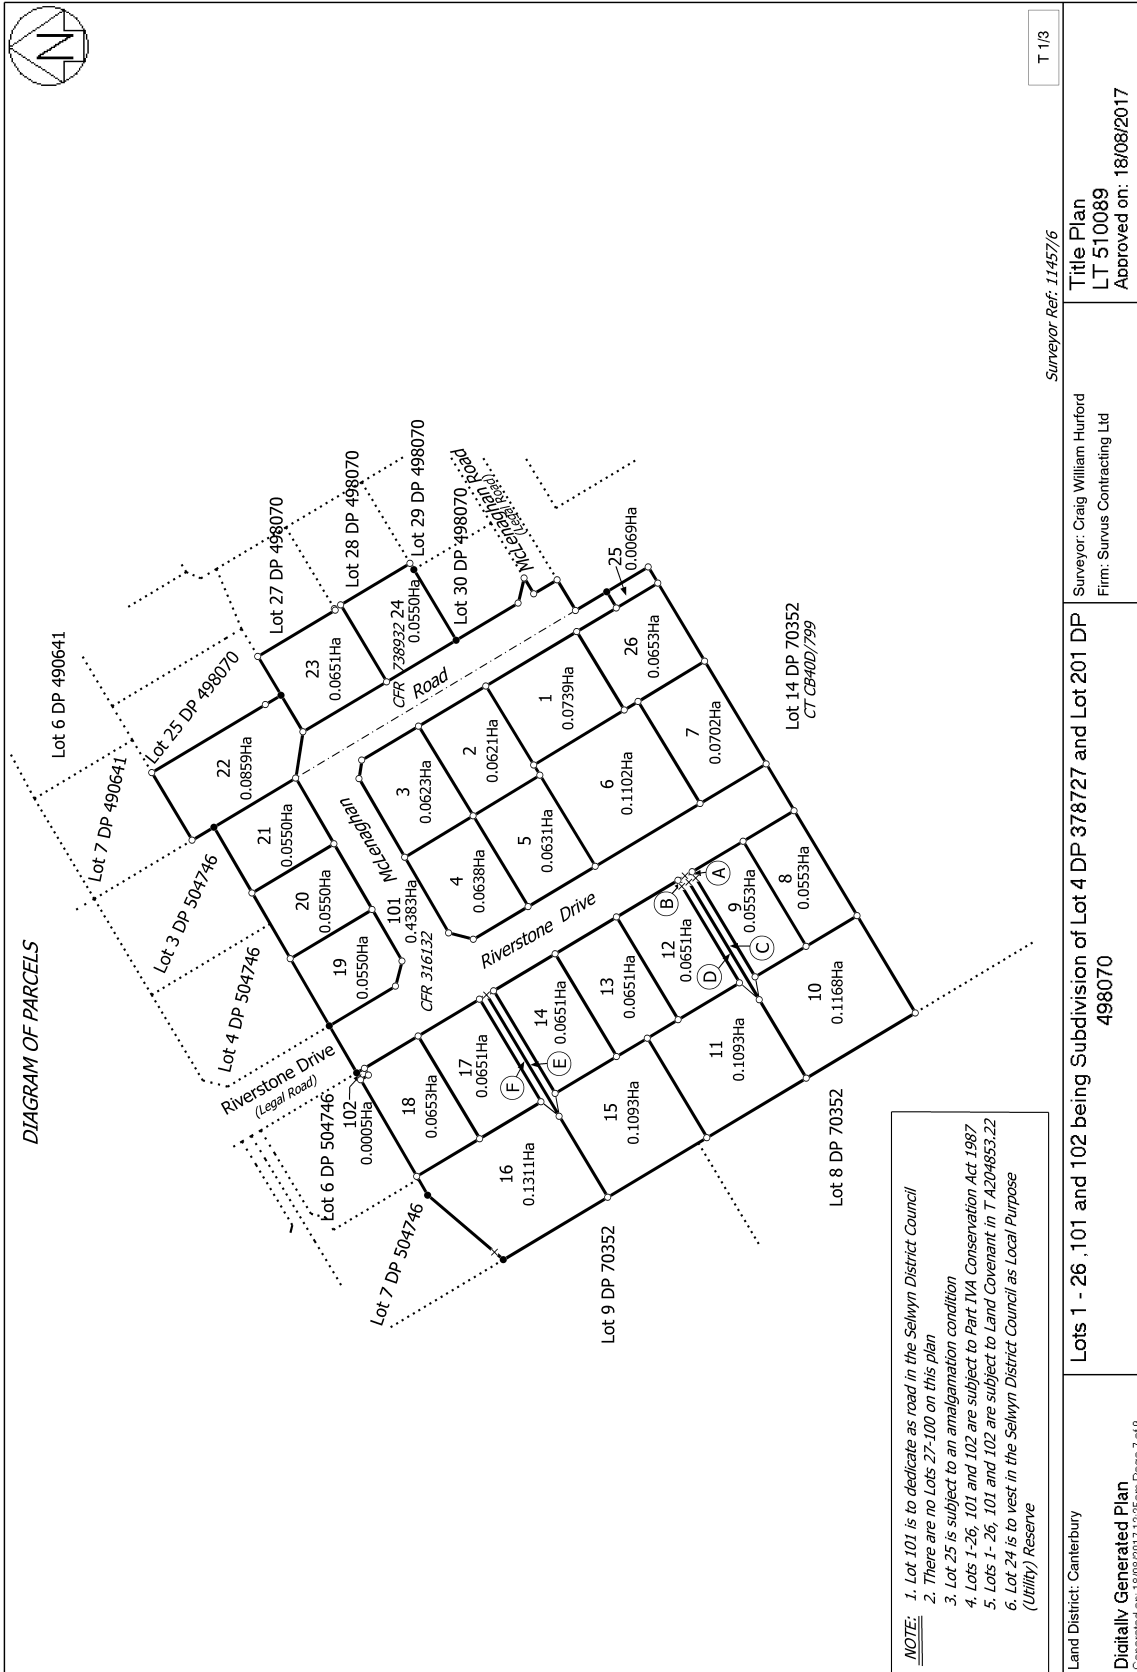 DIAGRAM OF PARCELS
N
T 1/3
Lot 6 DP 490641
Lot 7 DP 490641
Lot 3 DP 504746
Lot 4 DP 504746
Lot 25 DP 498070
Lot 27 DP 498070
Lot 28 DP 498070
Lot 29 DP 498070
Lot 30 DP 498070
McLenaghan Road
(Legal Road)
Riverstone Drive
(Legal Road)
Lot 6 DP 504746
Lot 7 DP 504746
Lot 9 DP 70352
Lot 8 DP 70352
Lot 14 DP 70352
CT CB40D/799
22
0.0859Ha
21
0.0550Ha
20
0.0550Ha
19
0.0550Ha
23
0.0651Ha
24
0.0550Ha
CFR 738932
25
0.0069Ha
26
0.0653Ha
McLenaghan
Road
101
0.4383Ha
CFR 316132
Riverstone Drive
1
0.0739Ha
2
0.0621Ha
3
0.0623Ha
4
0.0638Ha
5
0.0631Ha
6
0.1102Ha
7
0.0702Ha
8
0.0553Ha
9
0.0553Ha
10
0.1168Ha
11
0.1093Ha
12
0.0651Ha
13
0.0651Ha
14
0.0651Ha
15
0.1093Ha
16
0.1311Ha
17
0.0651Ha
18
0.0653Ha
102
0.0005Ha
A
B
C
D
E
F
NOTE: 1. Lot 101 is to dedicate as road in the Selwyn District Council
2. There are no Lots 27-100 on this plan
3. Lot 25 is subject to an amalgamation condition
4. Lots 1-26, 101 and 102 are subject to Part IVA Conservation Act 1987
5. Lots 1- 26, 101 and 102 are subject to Land Covenant in T A204853.22
6. Lot 24 is to vest in the Selwyn District Council as Local Purpose
(Utility) Reserve
Surveyor Ref: 11457/6
Land District: Canterbury
Digitally Generated Plan
Generated on: 18/08/2017 12:25pm Page 7 of 9
Lots 1 - 26 ,101 and 102 being Subdivision of Lot 4 DP 378727 and Lot 201 DP
498070
Surveyor: Craig William Hurford
Firm: Survus Contracting Ltd
Title Plan
LT 510089
Approved on: 18/08/2017